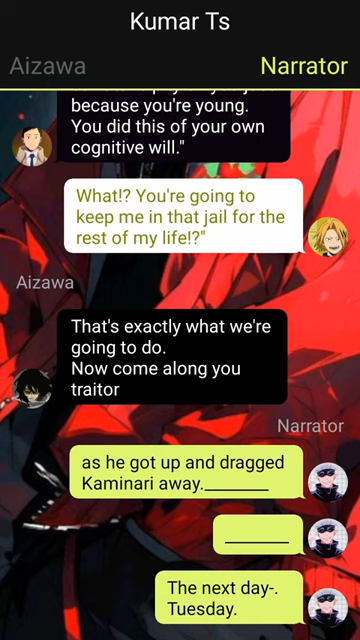 Kumar Ts
Aizawa
Narrator
because you're young.
You did this of your own
cognitive will."
What!? You're going to
keep me in that jail for the
rest of my life!?"
Aizawa
That's exactly what we're
going to do.
Now come along you
traitor
Narrator
as he got up and dragged
Kaminari away.________
________
The next day-.
Tuesday.